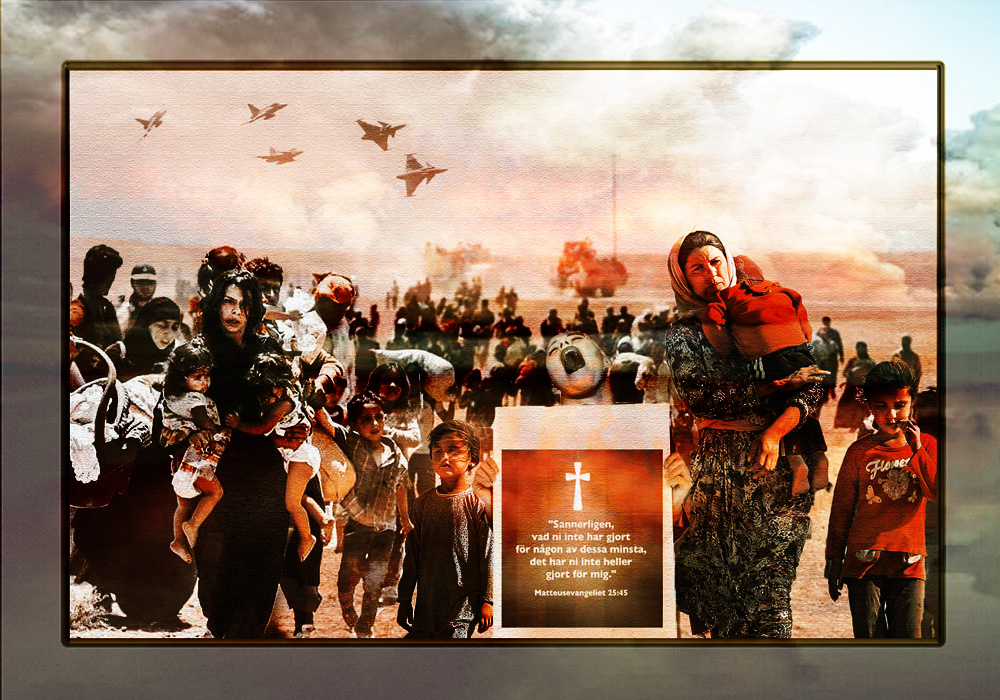 "Sannerligen,
vad ni inte har gjort
för någon av dessa minsta,
det har ni inte heller
gjort för mig."
Matteusevangeliet 25:45